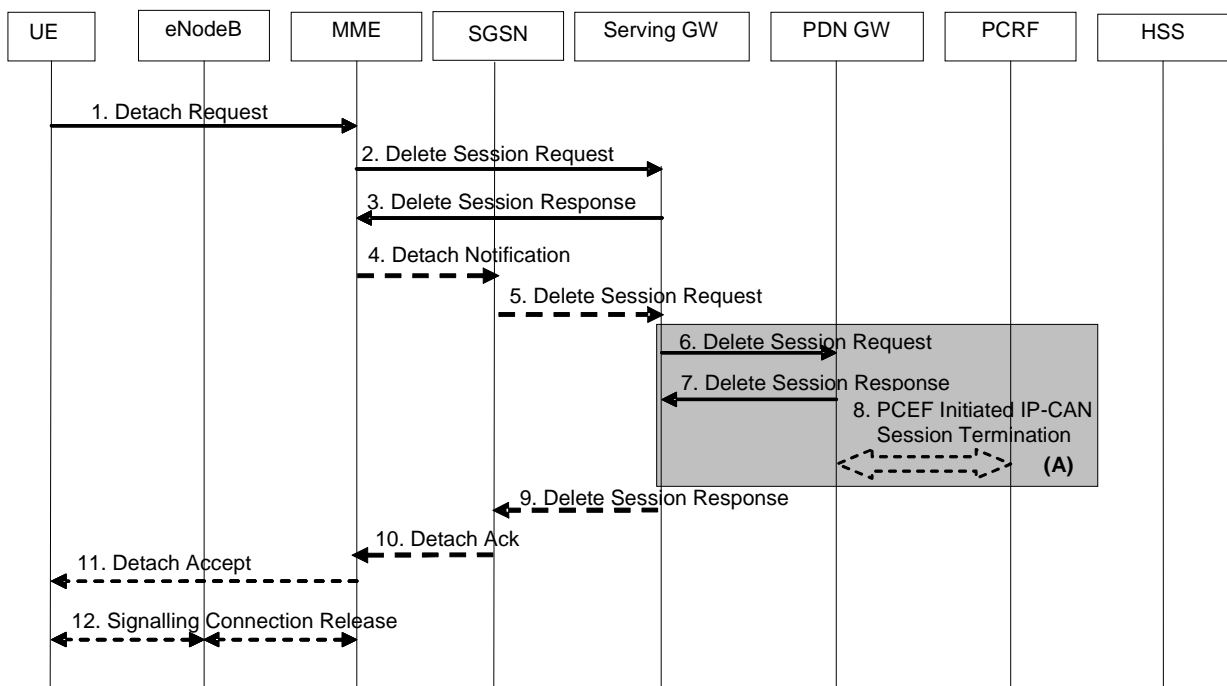 UE
eNodeB
MME
SGSN
Serving GW
PDN GW
PCRF
HSS
1. Detach Request
2. Delete Session Request
3. Delete Session Response
4. Detach Notification
5. Delete Session Request
6. Delete Session Request
7. Delete Session Response
8. PCEF Initiated IP-CAN
Session Termination
(A)
9. Delete Session Response
10. Detach Ack
11. Detach Accept
12. Signalling Connection Release